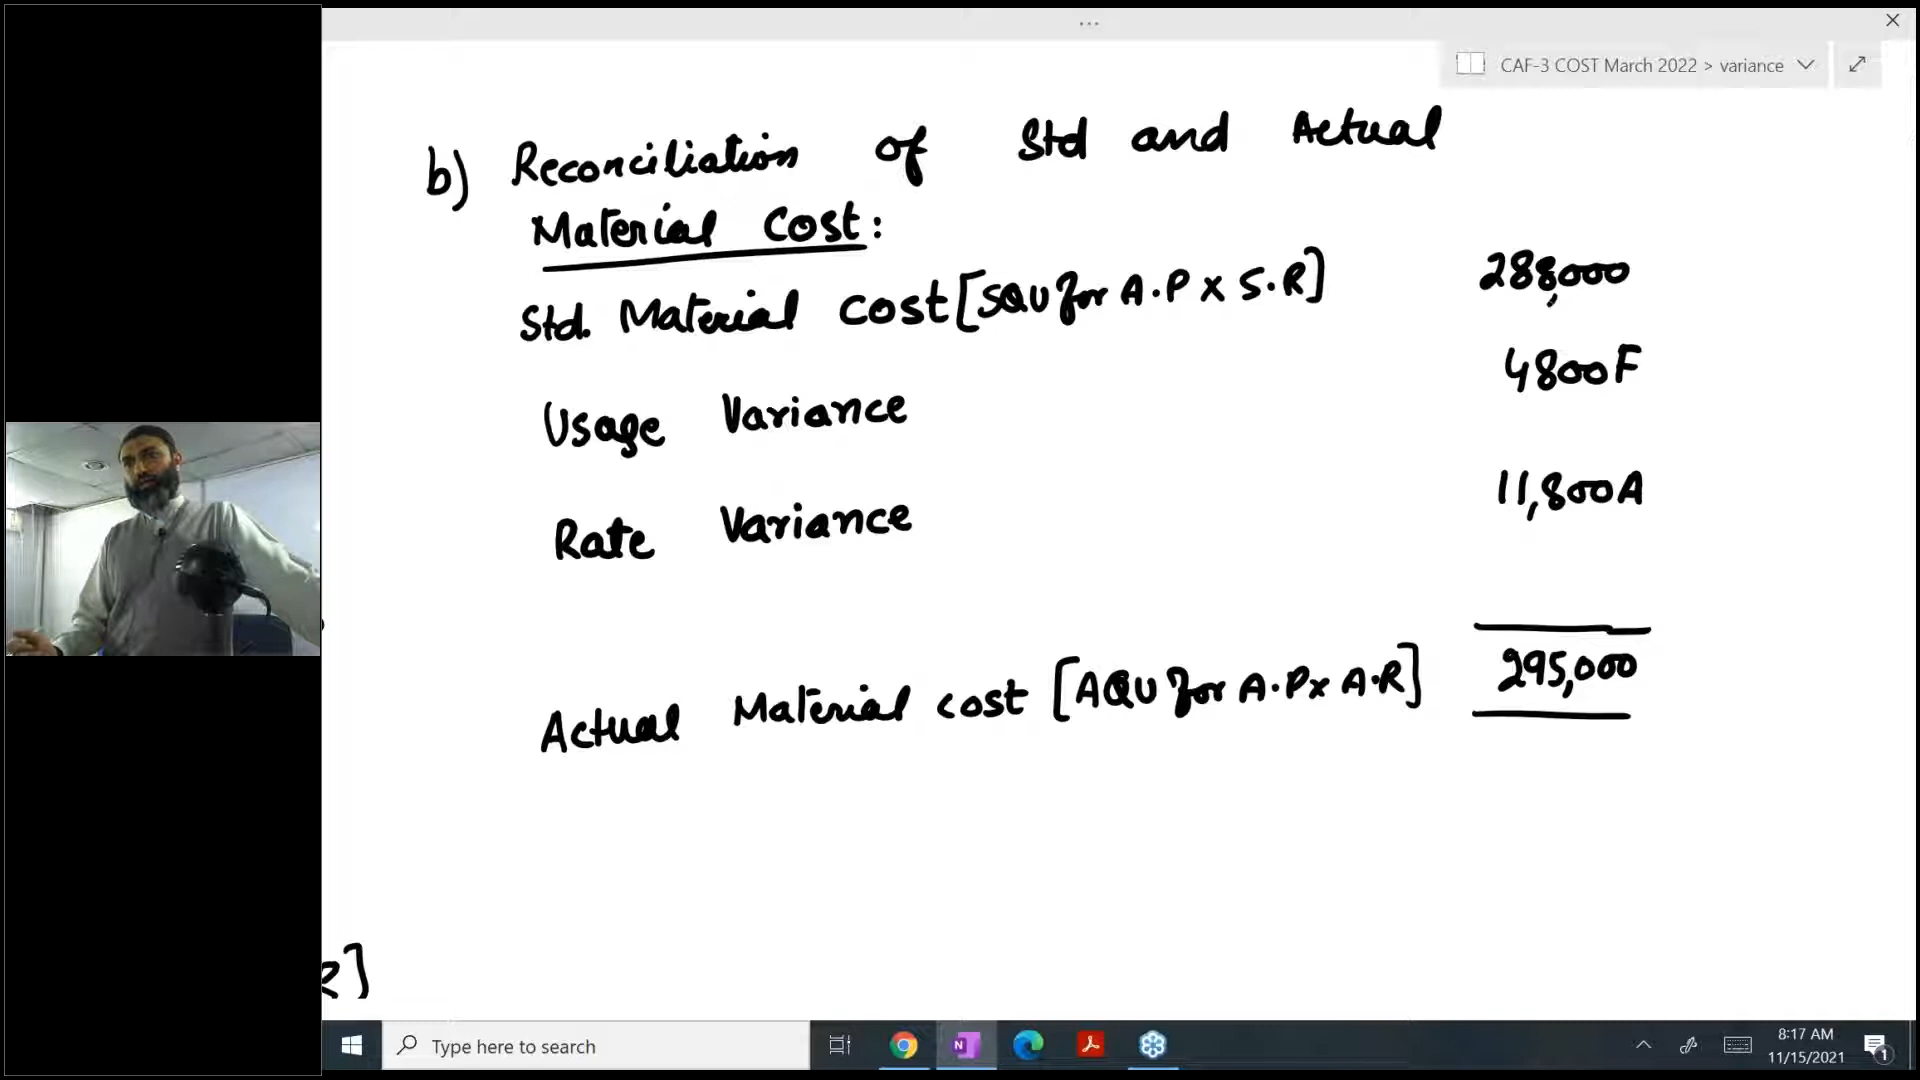 ...
CAF-3 COST March 2022 > variance
b) Reconciliation of Std and Actual
Material Cost:
Std. Material cost [SQU for A.P x S.R] 288,000
Usage Variance 4800F
Rate Variance 11,800A
Actual Material cost [AQU for A.P x A.R] 295,000
R]
Type here to search
8:17 AM
11/15/2021
1